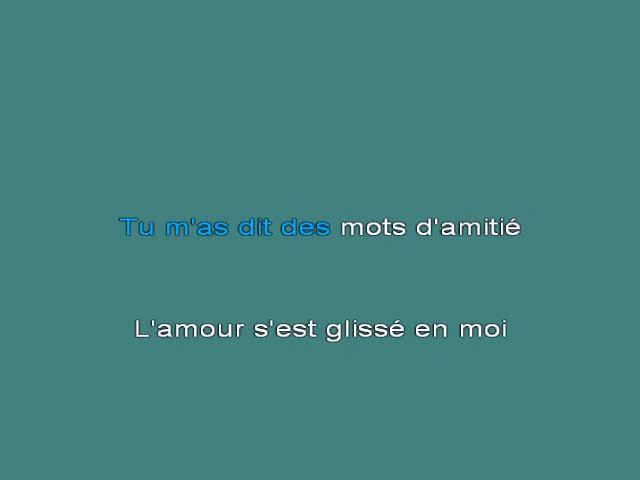 Tu m'as dit des mots d'amitié
L'amour s'est glissé en moi